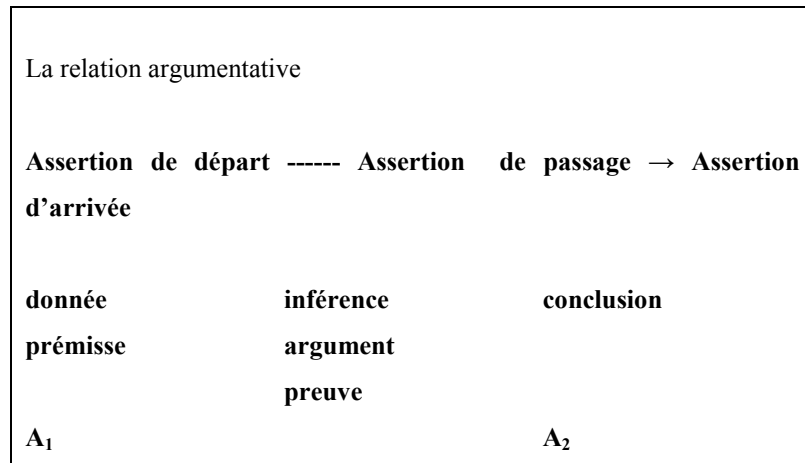 La relation argumentative
Assertion de départ ------ Assertion de passage → Assertion
d’arrivée
donnée inférence conclusion
prémisse argument
preuve
A₁ A₂